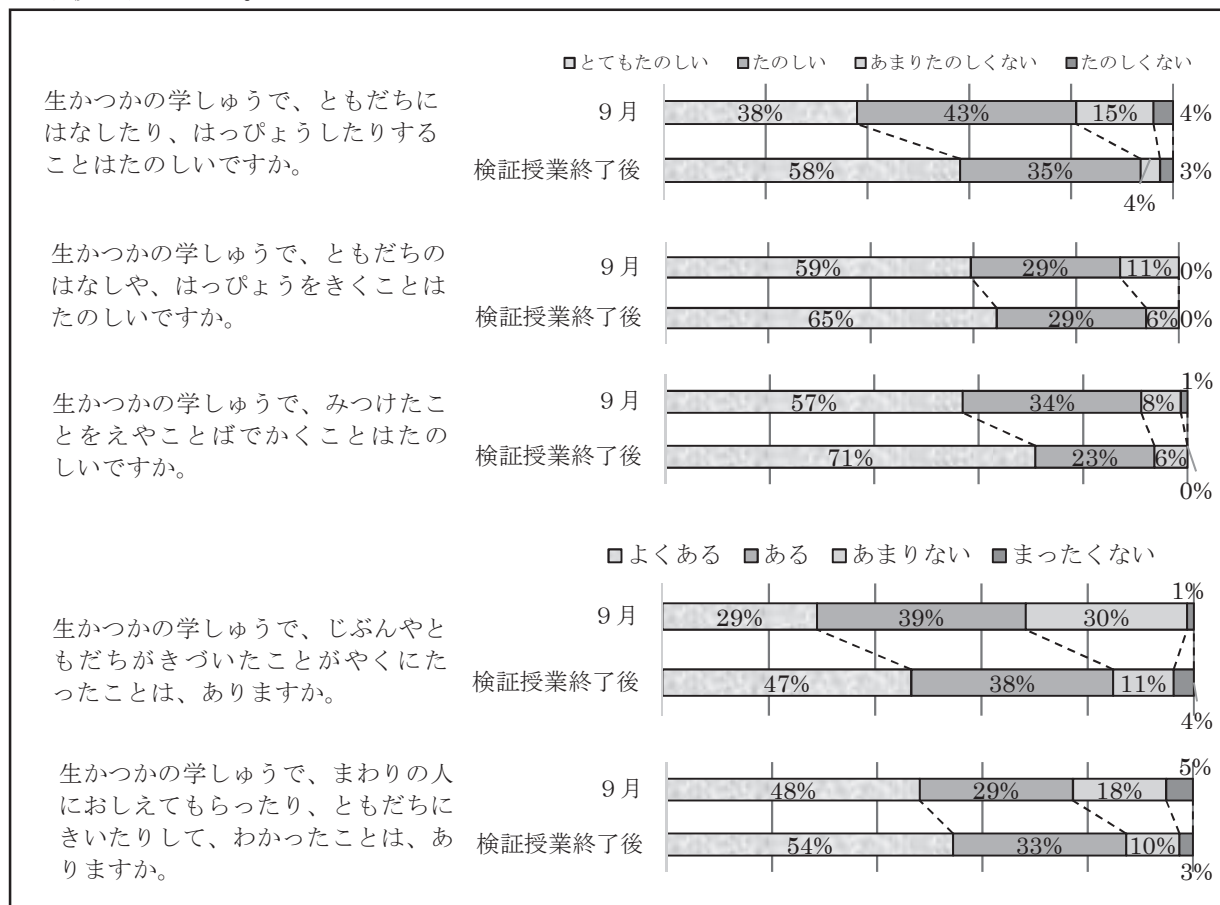 とてもたのしい たのしい あまりたのしくない たのしくない
生かつかの学しゅうで、ともだちに
はなしたり、はっぴょうしたりする
ことはたのしいですか。
9月 38% 43% 15% 4%
検証授業終了後 58% 35% 4% 3%
生かつかの学しゅうで、ともだちの
はなしや、はっぴょうをきくことは
たのしいですか。
9月 59% 29% 11% 0%
検証授業終了後 65% 29% 6% 0%
生かつかの学しゅうで、みつけたこ
とをえやことばでかくことはたの
しいですか。
9月 57% 34% 8% 1%
検証授業終了後 71% 23% 6% 0%
よくある ある あまりない まったくない
生かつかの学しゅうで、じぶんやと
もだちがきづいたことがやくにた
ったことは、ありますか。
9月 29% 39% 30% 1%
検証授業終了後 47% 38% 11% 4%
生かつかの学しゅうで、まわりの人
におしえてもらったり、ともだちに
きいたりして、わかったことは、あ
りますか。
9月 48% 29% 18% 5%
検証授業終了後 54% 33% 10% 3%